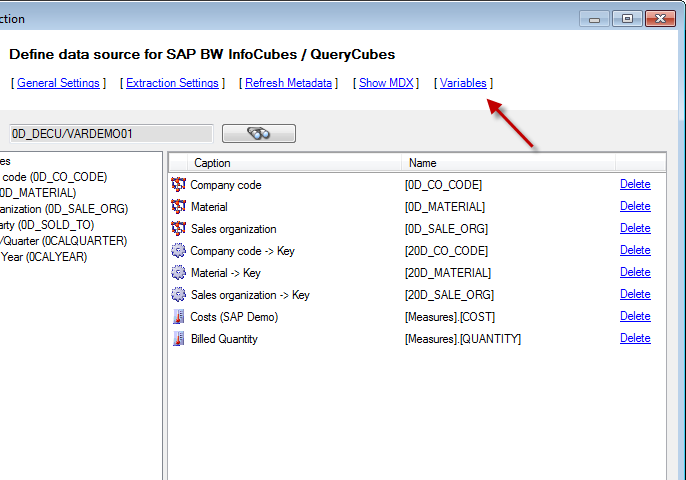 ction
Define data source for SAP BW InfoCubes / QueryCubes
[ General Settings ] [ Extraction Settings ] [ Refresh Metadata ] [ Show MDX ] [ Variables ]
0D_DECU/VARDEMO01
es
code (0D_CO_CODE)
0D_MATERIAL)
anization (0D_SALE_ORG)
arty (0D_SOLD_TO)
/Quarter (0CALQUARTER)
Year (0CALYEAR)
Caption Name
Company code [0D_CO_CODE] Delete
Material [0D_MATERIAL] Delete
Sales organization [0D_SALE_ORG] Delete
Company code -> Key [20D_CO_CODE] Delete
Material -> Key [20D_MATERIAL] Delete
Sales organization -> Key [20D_SALE_ORG] Delete
Costs (SAP Demo) [Measures].[COST] Delete
Billed Quantity [Measures].[QUANTITY] Delete